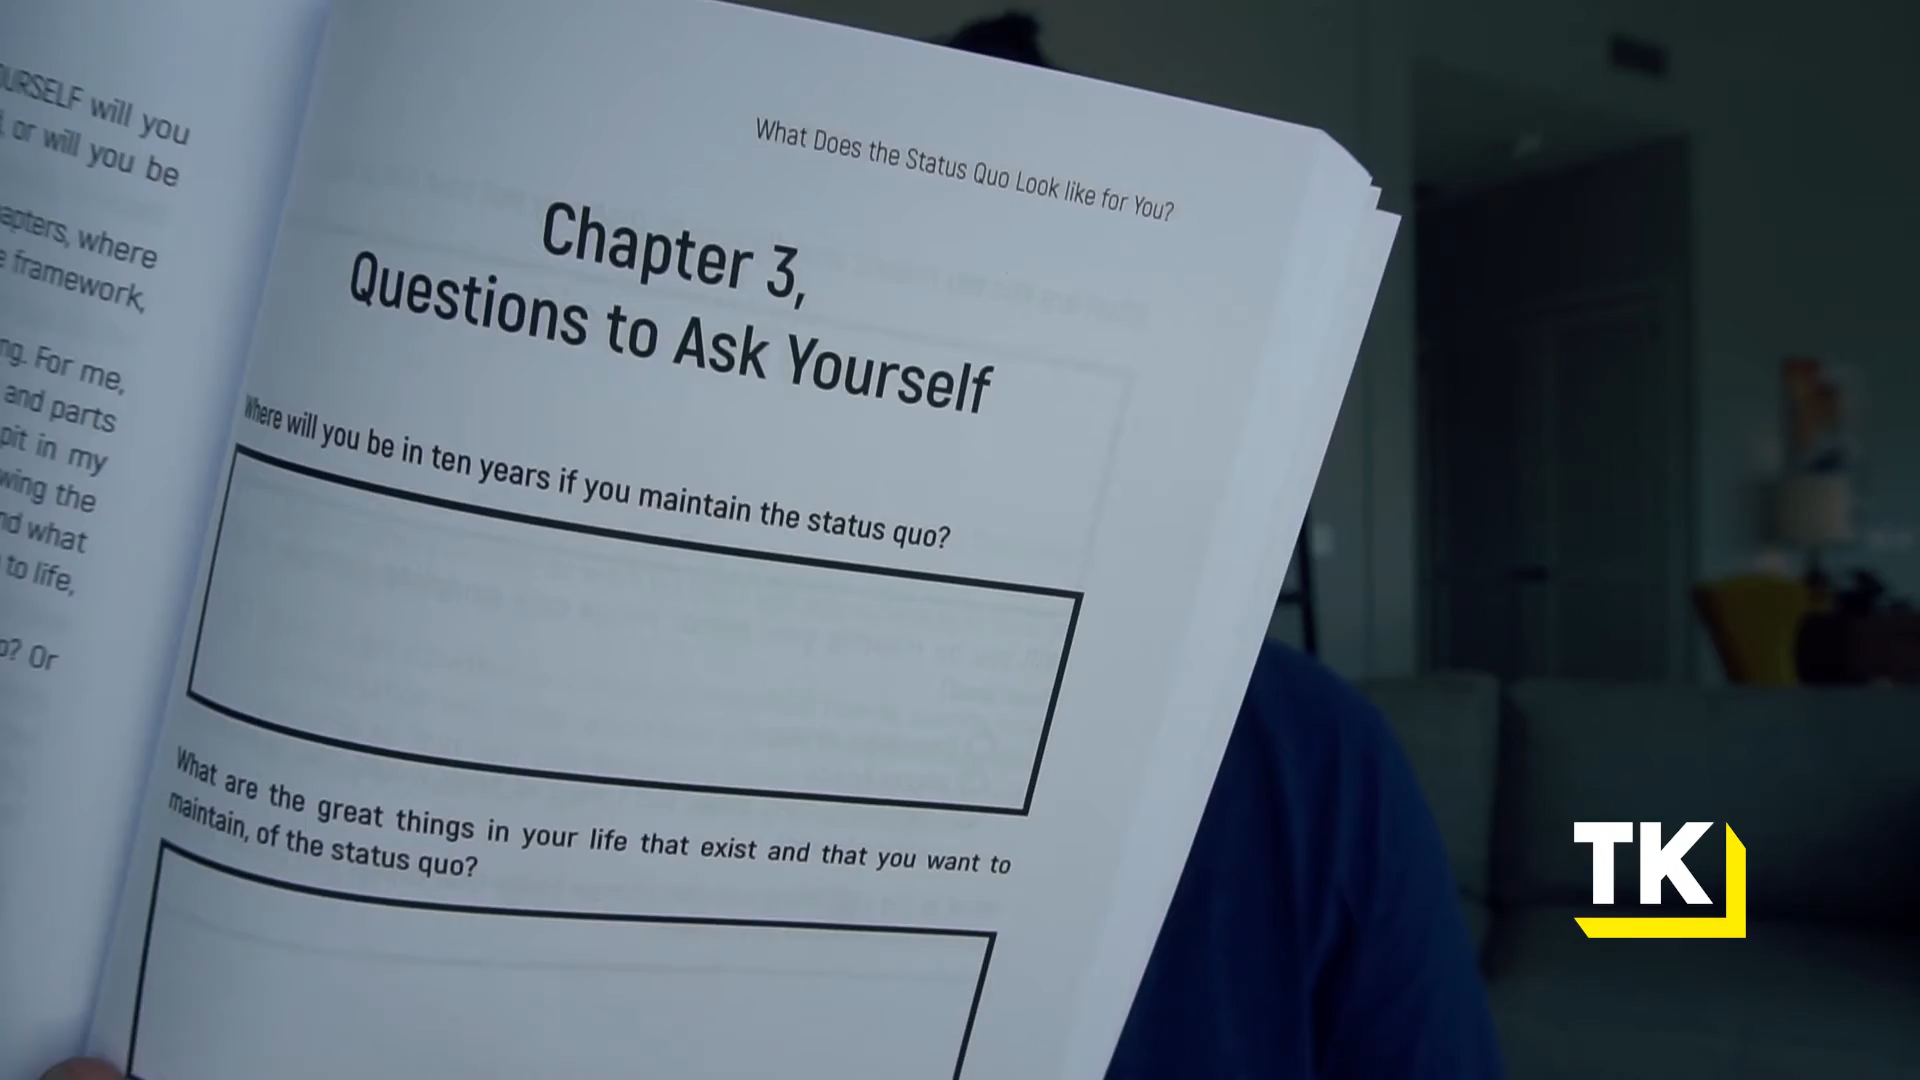 OURSELF will you
or will you be
apters, where
framework,
ng. For me,
and parts
pit in my
wing the
nd what
to life,
o? Or
What Does the Status Quo Look like for You?
Chapter 3,
Questions to Ask Yourself
Where will you be in ten years if you maintain the status quo?
What are the great things in your life that exist and that you want to
maintain, of the status quo?
TK